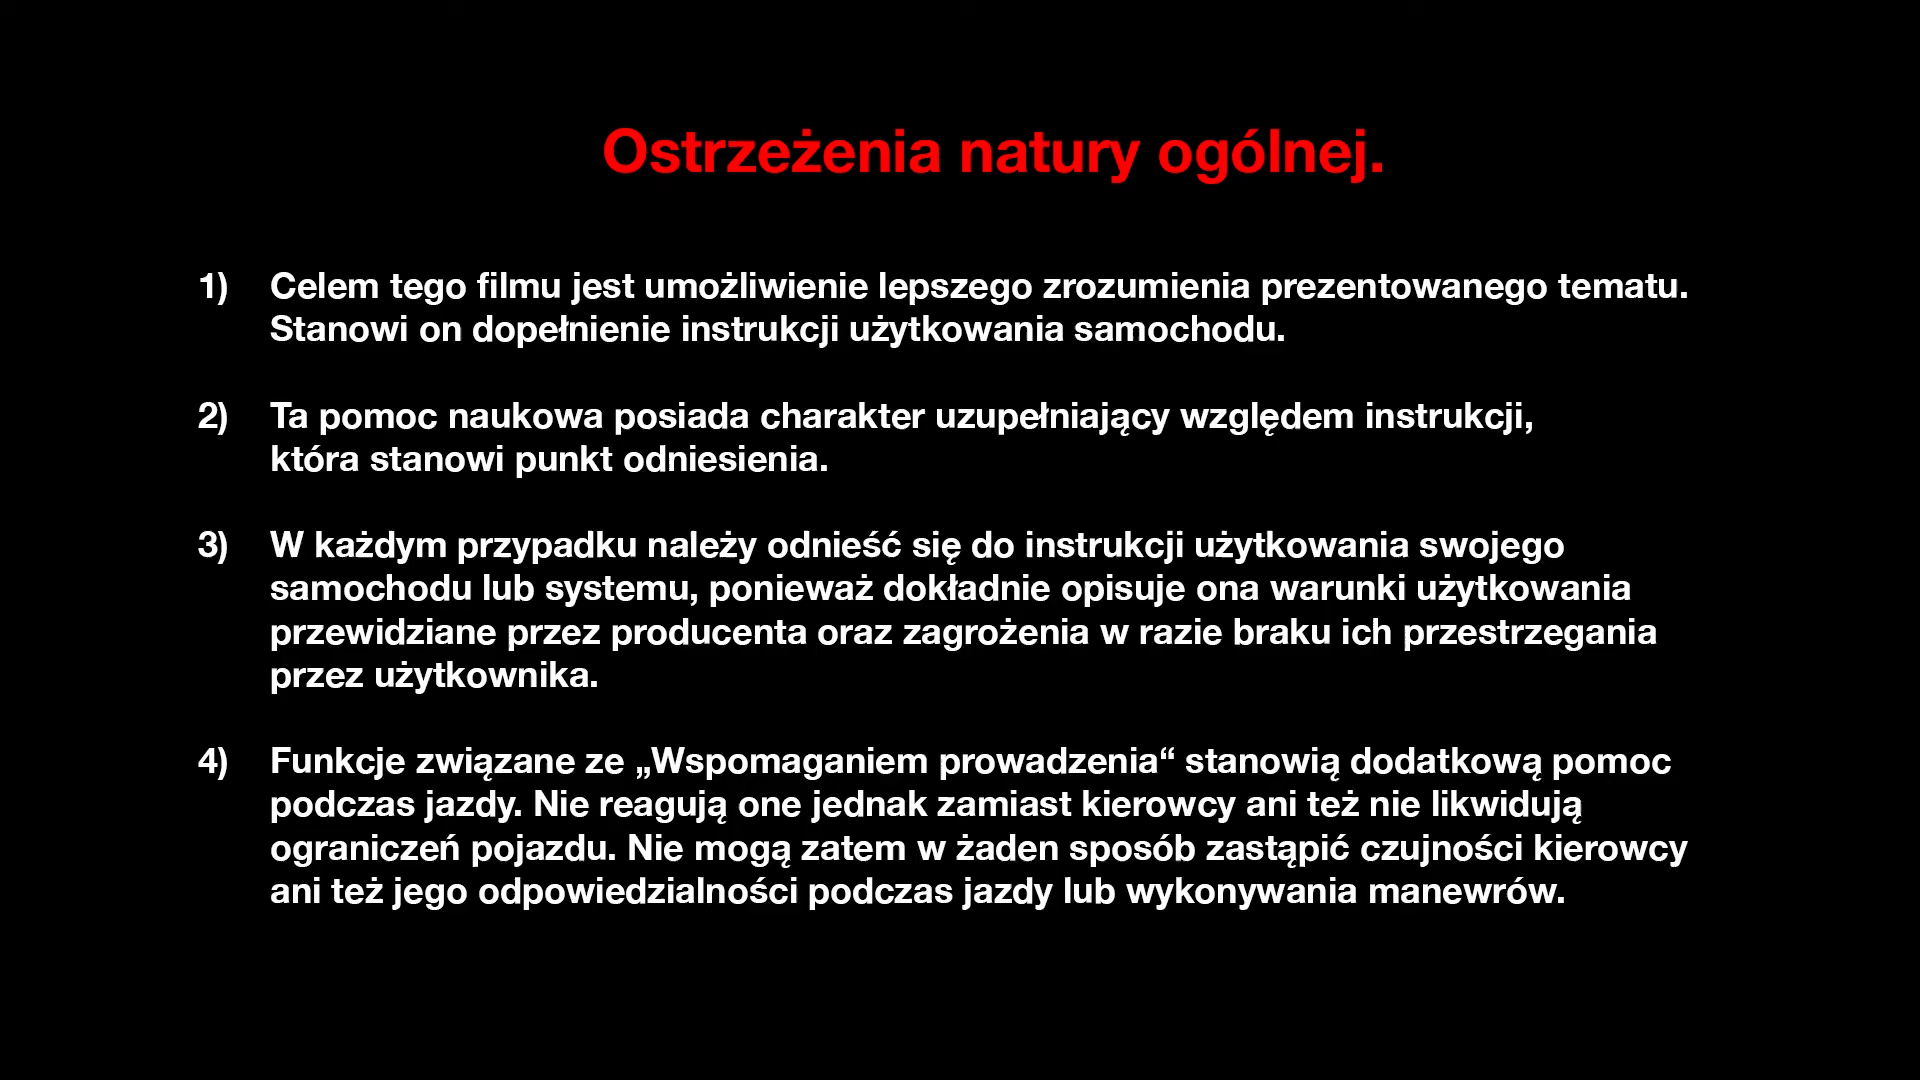 Ostrzeżenia natury ogólnej.
1) Celem tego filmu jest umożliwienie lepszego zrozumienia prezentowanego tematu.
Stanowi on dopełnienie instrukcji użytkowania samochodu.
2) Ta pomoc naukowa posiada charakter uzupełniający względem instrukcji,
która stanowi punkt odniesienia.
3) W każdym przypadku należy odnieść się do instrukcji użytkowania swojego
samochodu lub systemu, ponieważ dokładnie opisuje ona warunki użytkowania
przewidziane przez producenta oraz zagrożenia w razie braku ich przestrzegania
przez użytkownika.
4) Funkcje związane ze „Wspomaganiem prowadzenia“ stanowią dodatkową pomoc
podczas jazdy. Nie reagują one jednak zamiast kierowcy ani też nie likwidują
ograniczeń pojazdu. Nie mogą zatem w żaden sposób zastąpić czujności kierowcy
ani też jego odpowiedzialności podczas jazdy lub wykonywania manewrów.